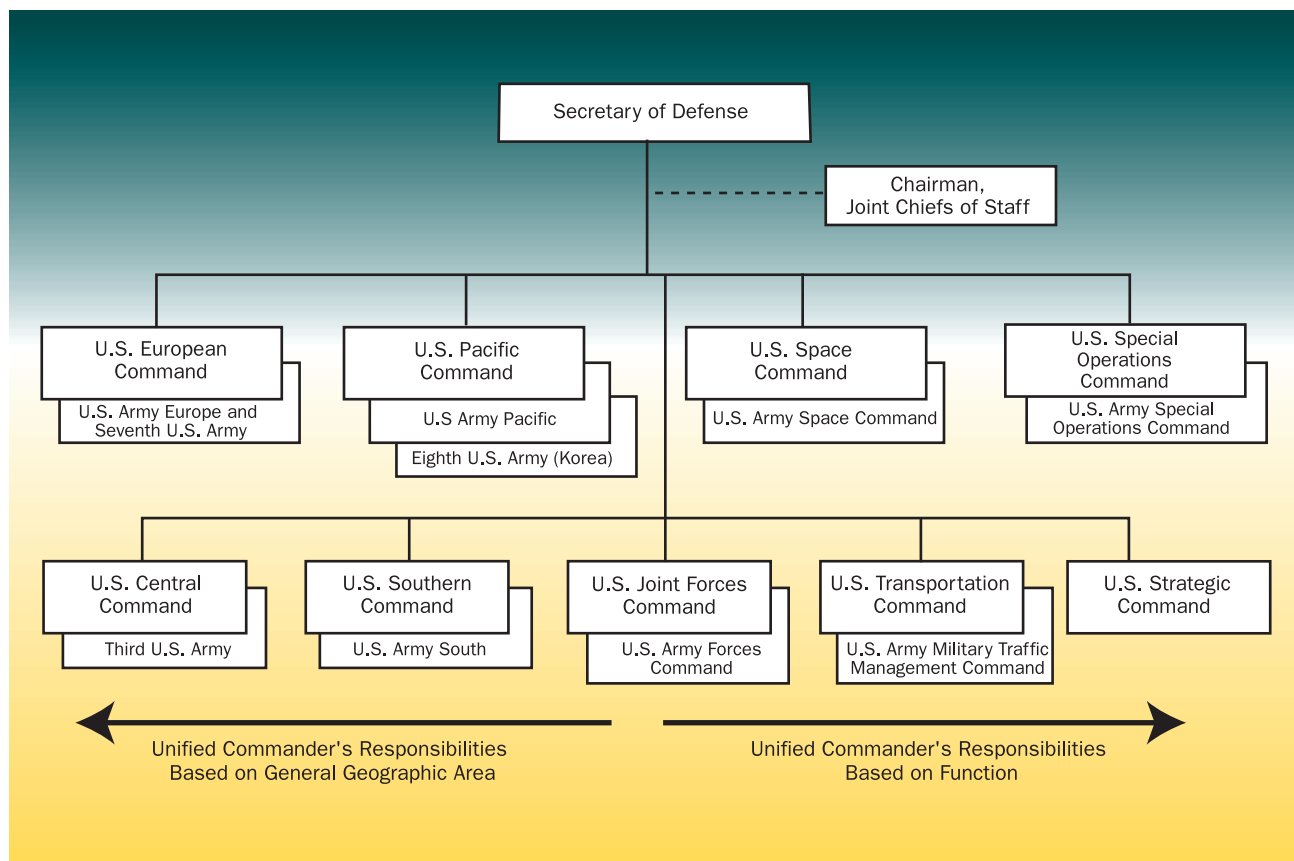 Secretary of Defense
Chairman,
Joint Chiefs of Staff
U.S. European
Command
U.S. Army Europe and
Seventh U.S. Army
U.S. Pacific
Command
U.S Army Pacific
Eighth U.S. Army (Korea)
U.S. Space
Command
U.S. Army Space Command
U.S. Special
Operations
Command
U.S. Army Special
Operations Command
U.S. Central
Command
Third U.S. Army
U.S. Southern
Command
U.S. Army South
U.S. Joint Forces
Command
U.S. Army Forces
Command
U.S. Transportation
Command
U.S. Army Military Traffic
Management Command
U.S. Strategic
Command
Unified Commander's Responsibilities
Based on General Geographic Area
Unified Commander's Responsibilities
Based on Function